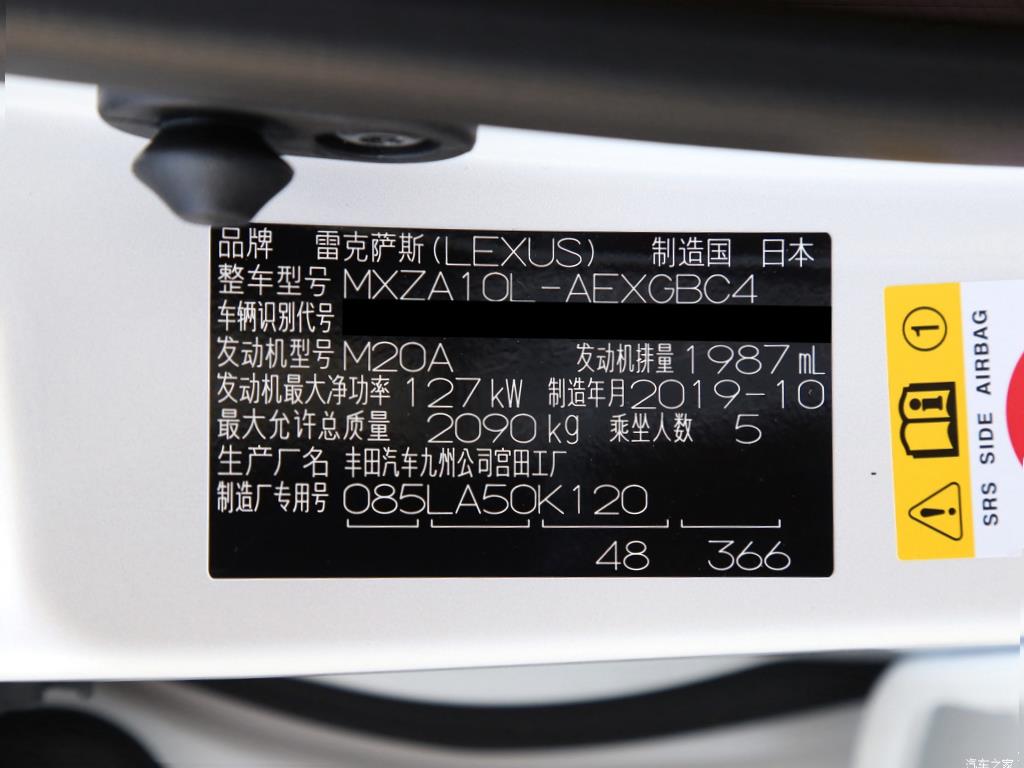 品牌 雷克萨斯(LEXUS) 制造国 日本
整车型号 MXZA10L-AEXGBC4
车辆识别代号
发动机型号 M20A 发动机排量 1987 mL
发动机最大净功率 127 kW 制造年月 2019-10
最大允许总质量 2090 kg 乘坐人数 5
生产厂名 丰田汽车九州公司宫田工厂
制造厂专用号 085LA50K120
48 366
1
SRS SIDE AIRBAG
汽车之家